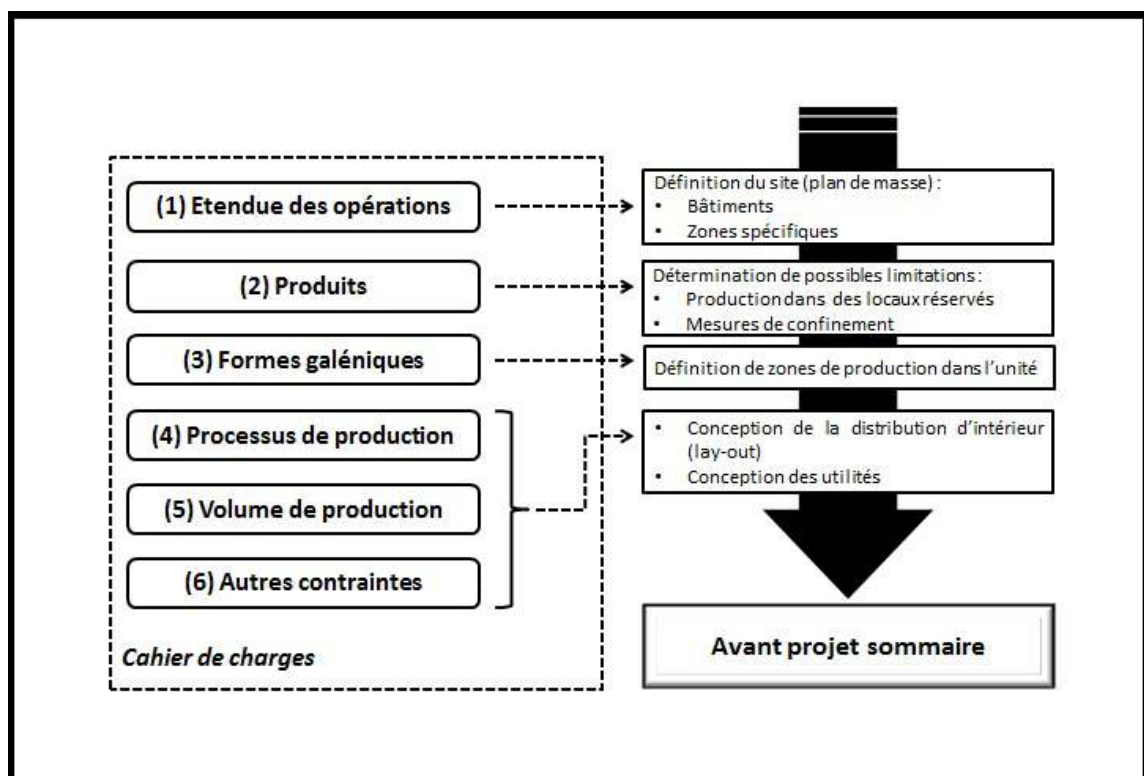 (1) Etendue des opérations
(2) Produits
(3) Formes galéniques
(4) Processus de production
(5) Volume de production
(6) Autres contraintes
Cahier de charges
Définition du site (plan de masse) :
• Bâtiments
• Zones spécifiques
Détermination de possibles limitations :
• Production dans des locaux réservés
• Mesures de confinement
Définition de zones de production dans l'unité
• Conception de la distribution d'intérieur
(lay-out)
• Conception des utilités
Avant projet sommaire